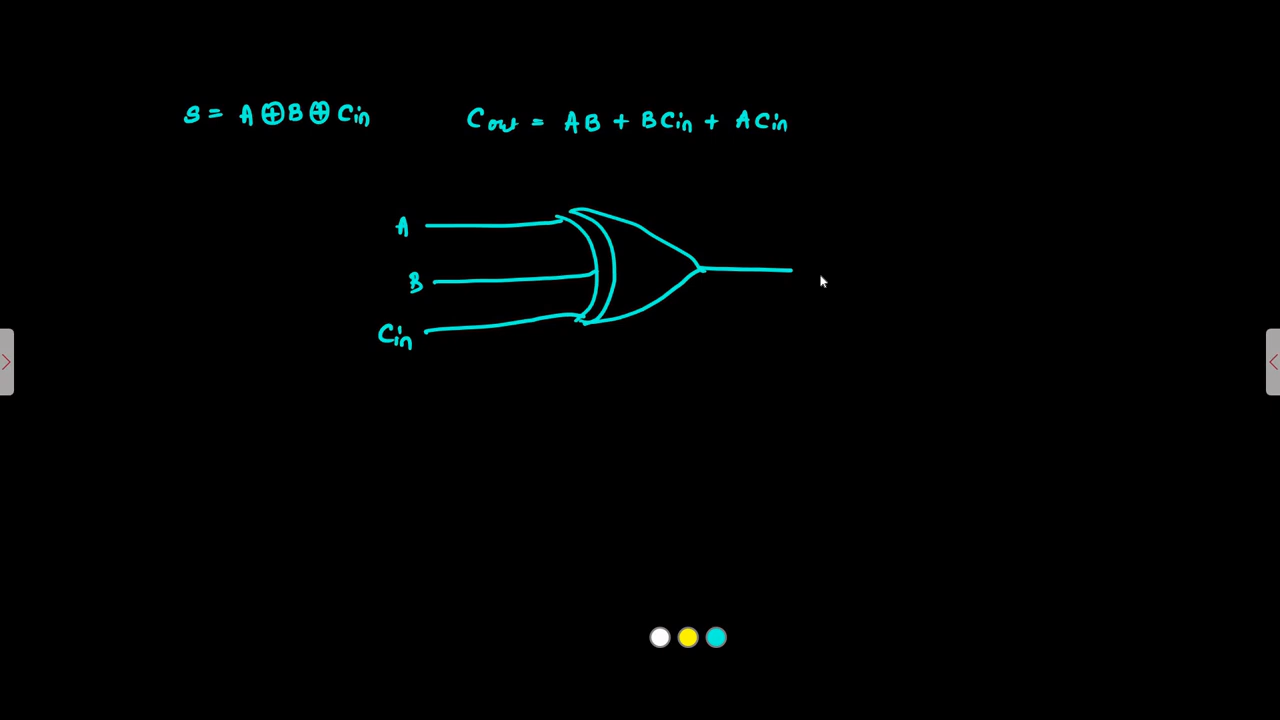 S = A ⊕ B ⊕ Cin
Cout = AB + BCin + ACin
A
B
Cin